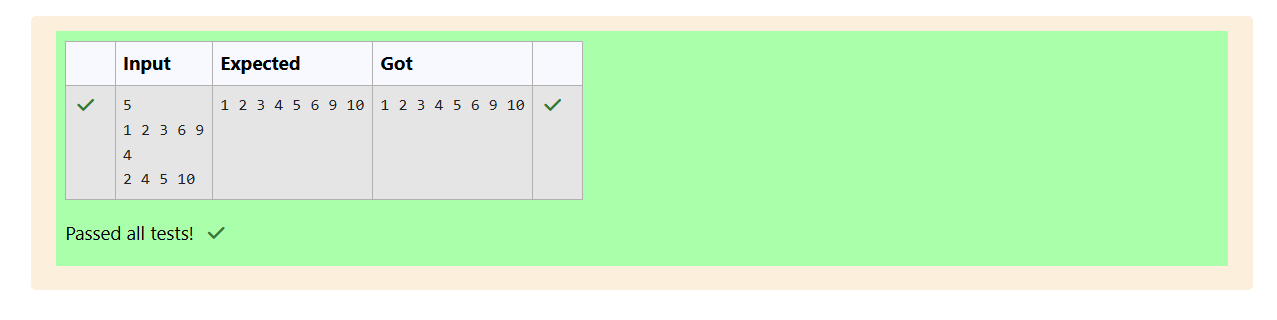 Input Expected Got
5 1 2 3 4 5 6 9 10 1 2 3 4 5 6 9 10
1 2 3 6 9
4
2 4 5 10
Passed all tests!